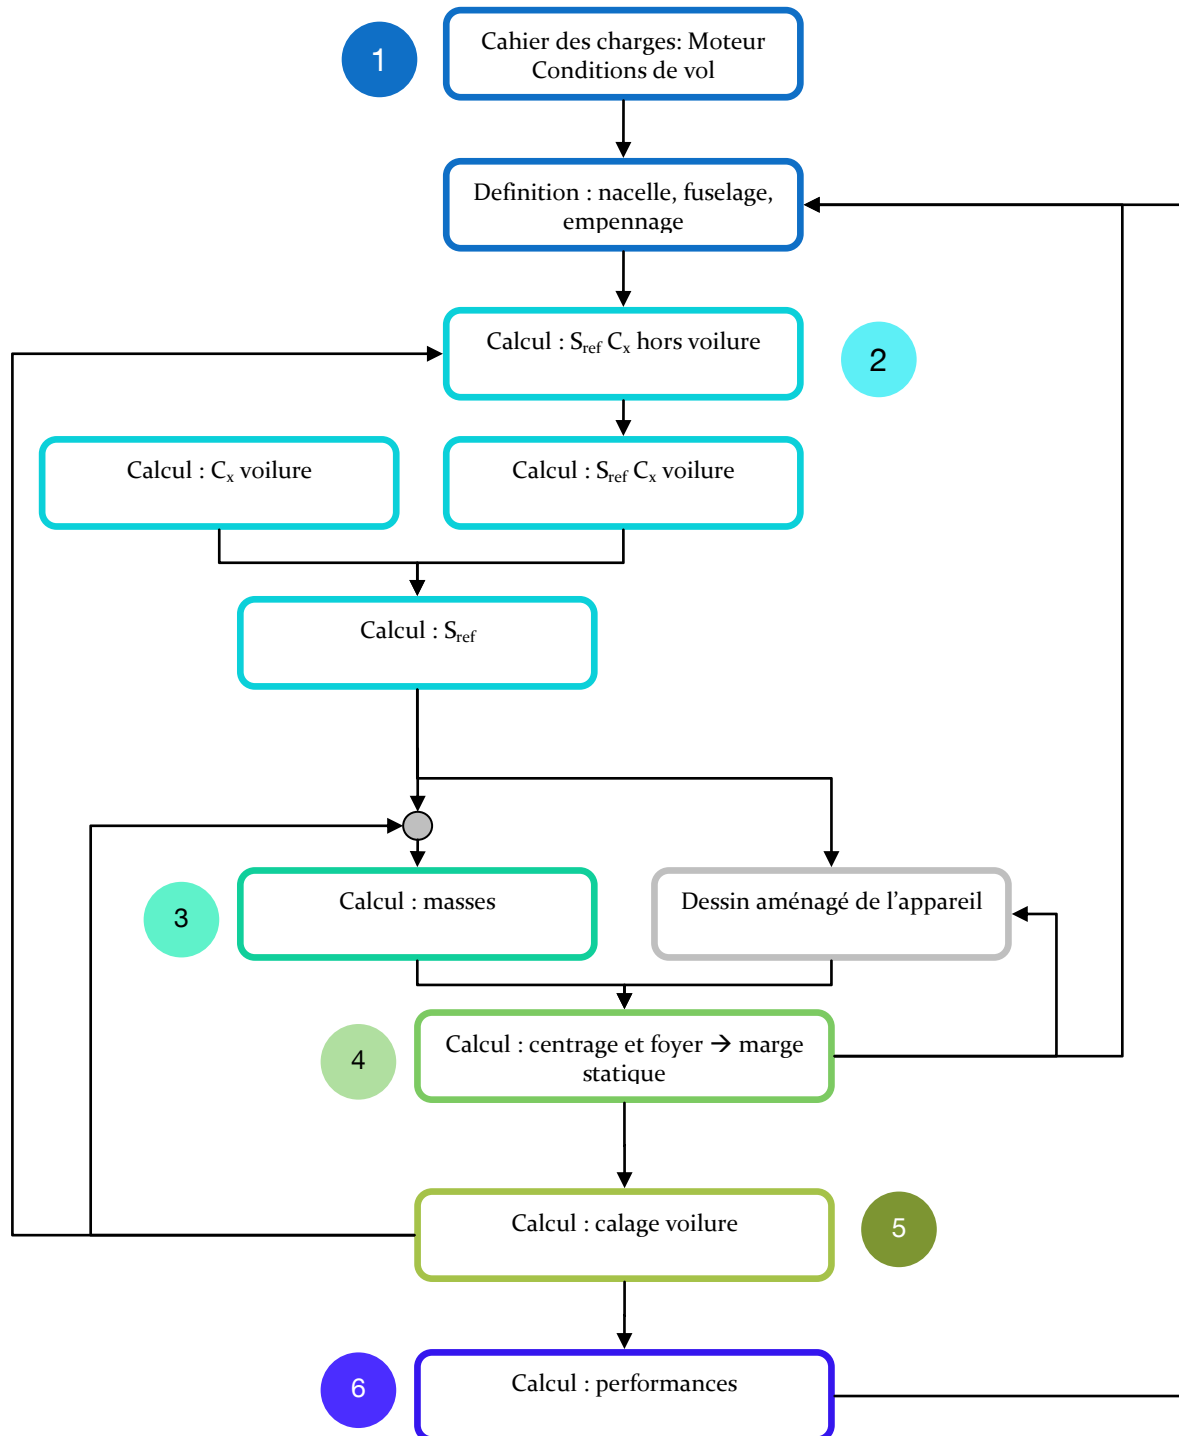 1
Cahier des charges: Moteur
Conditions de vol
Definition : nacelle, fuselage,
empennage
Calcul : Sref Cx hors voilure
2
Calcul : Cx voilure
Calcul : Sref Cx voilure
Calcul : Sref
3
Calcul : masses
Dessin aménagé de l’appareil
4
Calcul : centrage et foyer → marge
statique
Calcul : calage voilure
5
6
Calcul : performances